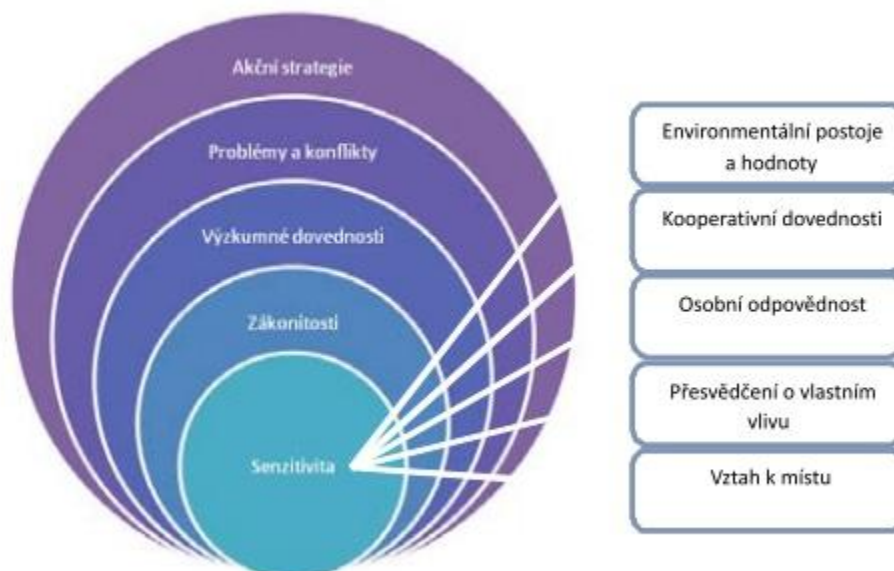 Akční strategie
Problémy a konflikty
Výzkumné dovednosti
Zákonitosti
Senzitivita
Environmentální postoje
a hodnoty
Kooperativní dovednosti
Osobní odpovědnost
Přesvědčení o vlastním
vlivu
Vztah k místu